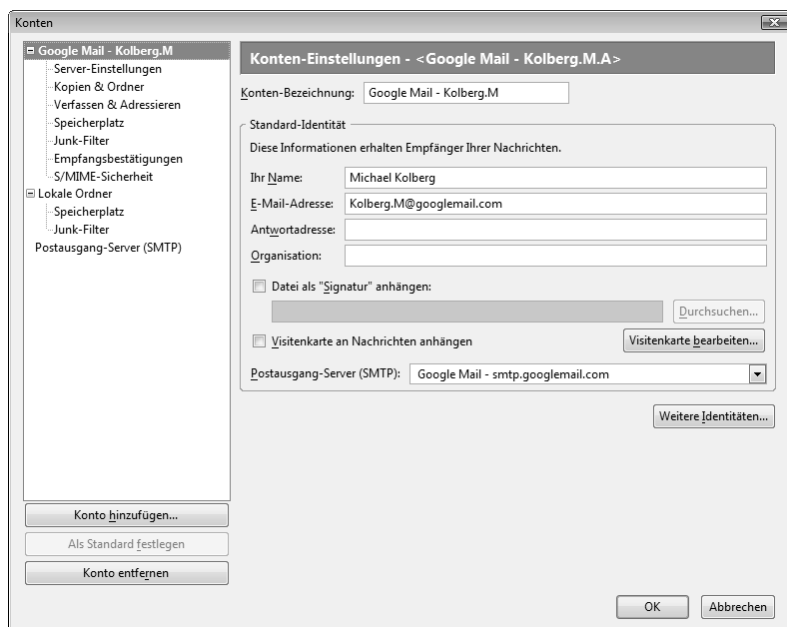 Konten
Google Mail - Kolberg.M
Server-Einstellungen
Kopien & Ordner
Verfassen & Adressieren
Speicherplatz
Junk-Filter
Empfangsbestätigungen
S/MIME-Sicherheit
Lokale Ordner
Speicherplatz
Junk-Filter
Postausgang-Server (SMTP)
Konto hinzufügen...
Als Standard festlegen
Konto entfernen
Konten-Einstellungen - <Google Mail - Kolberg.M.A>
Konten-Bezeichnung: Google Mail - Kolberg.M
Standard-Identität
Diese Informationen erhalten Empfänger Ihrer Nachrichten.
Ihr Name: Michael Kolberg
E-Mail-Adresse: Kolberg.M@googlemail.com
Antwortadresse:
Organisation:
Datei als "Signatur" anhängen:
Durchsuchen...
Visitenkarte an Nachrichten anhängen
Visitenkarte bearbeiten...
Postausgang-Server (SMTP): Google Mail - smtp.googlemail.com
Weitere Identitäten...
OK
Abbrechen